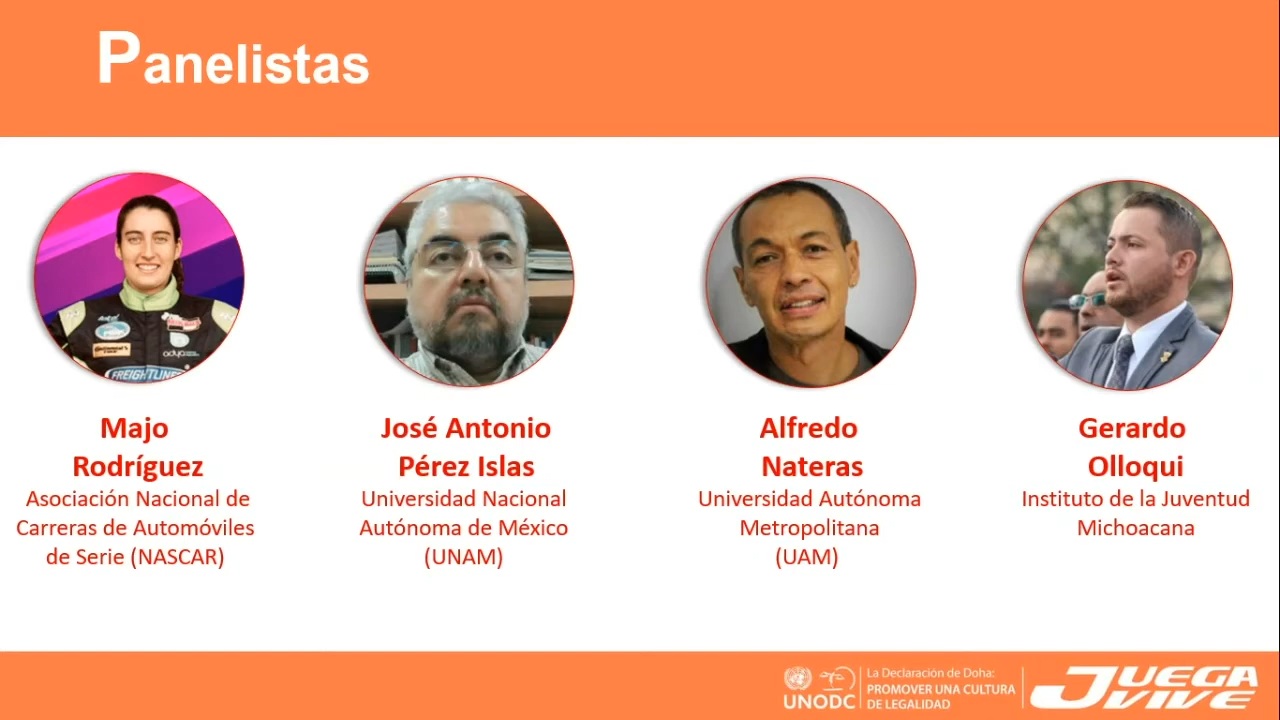 Panelistas
Majo
Rodríguez
Asociación Nacional de
Carreras de Automóviles
de Serie (NASCAR)
José Antonio
Pérez Islas
Universidad Nacional
Autónoma de México
(UNAM)
Alfredo
Nateras
Universidad Autónoma
Metropolitana
(UAM)
Gerardo
Olloqui
Instituto de la Juventud
Michoacana
FREIGHTLINER
UNODC
La Declaración de Doha:
PROMOVER UNA CULTURA
DE LEGALIDAD
JUEGA
VIVE